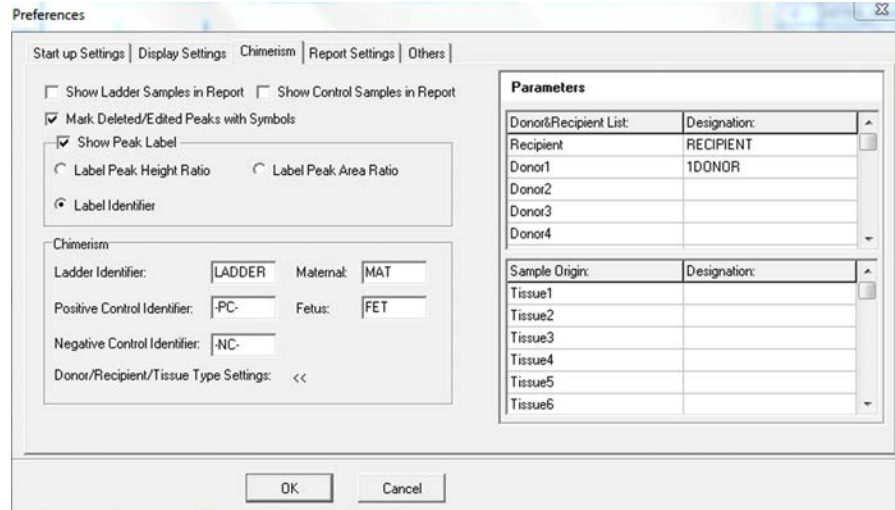 Preferences
Start up Settings Display Settings Chimerism Report Settings Others
Show Ladder Samples in Report Show Control Samples in Report
Mark Deleted/Edited Peaks with Symbols
Show Peak Label
Label Peak Height Ratio Label Peak Area Ratio
Label Identifier
Chimerism
Ladder Identifier: LADDER Maternal: MAT
Positive Control Identifier: -PC- Fetus: FET
Negative Control Identifier: -NC-
Donor/Recipient/Tissue Type Settings: <<
Parameters
Donor&Recipient List: Designation:
Recipient RECIPIENT
Donor1 1DONOR
Donor2
Donor3
Donor4
Sample Origin: Designation:
Tissue1
Tissue2
Tissue3
Tissue4
Tissue5
Tissue6
OK Cancel